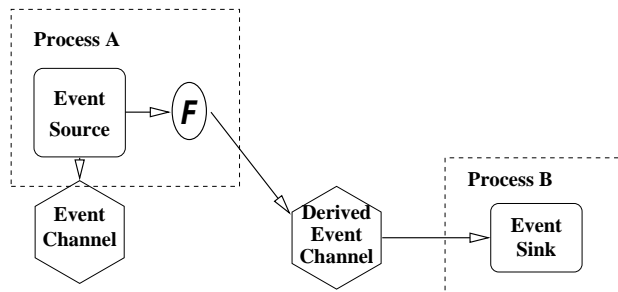 Process A
Event
Source
F
Event
Channel
Derived
Event
Channel
Process B
Event
Sink